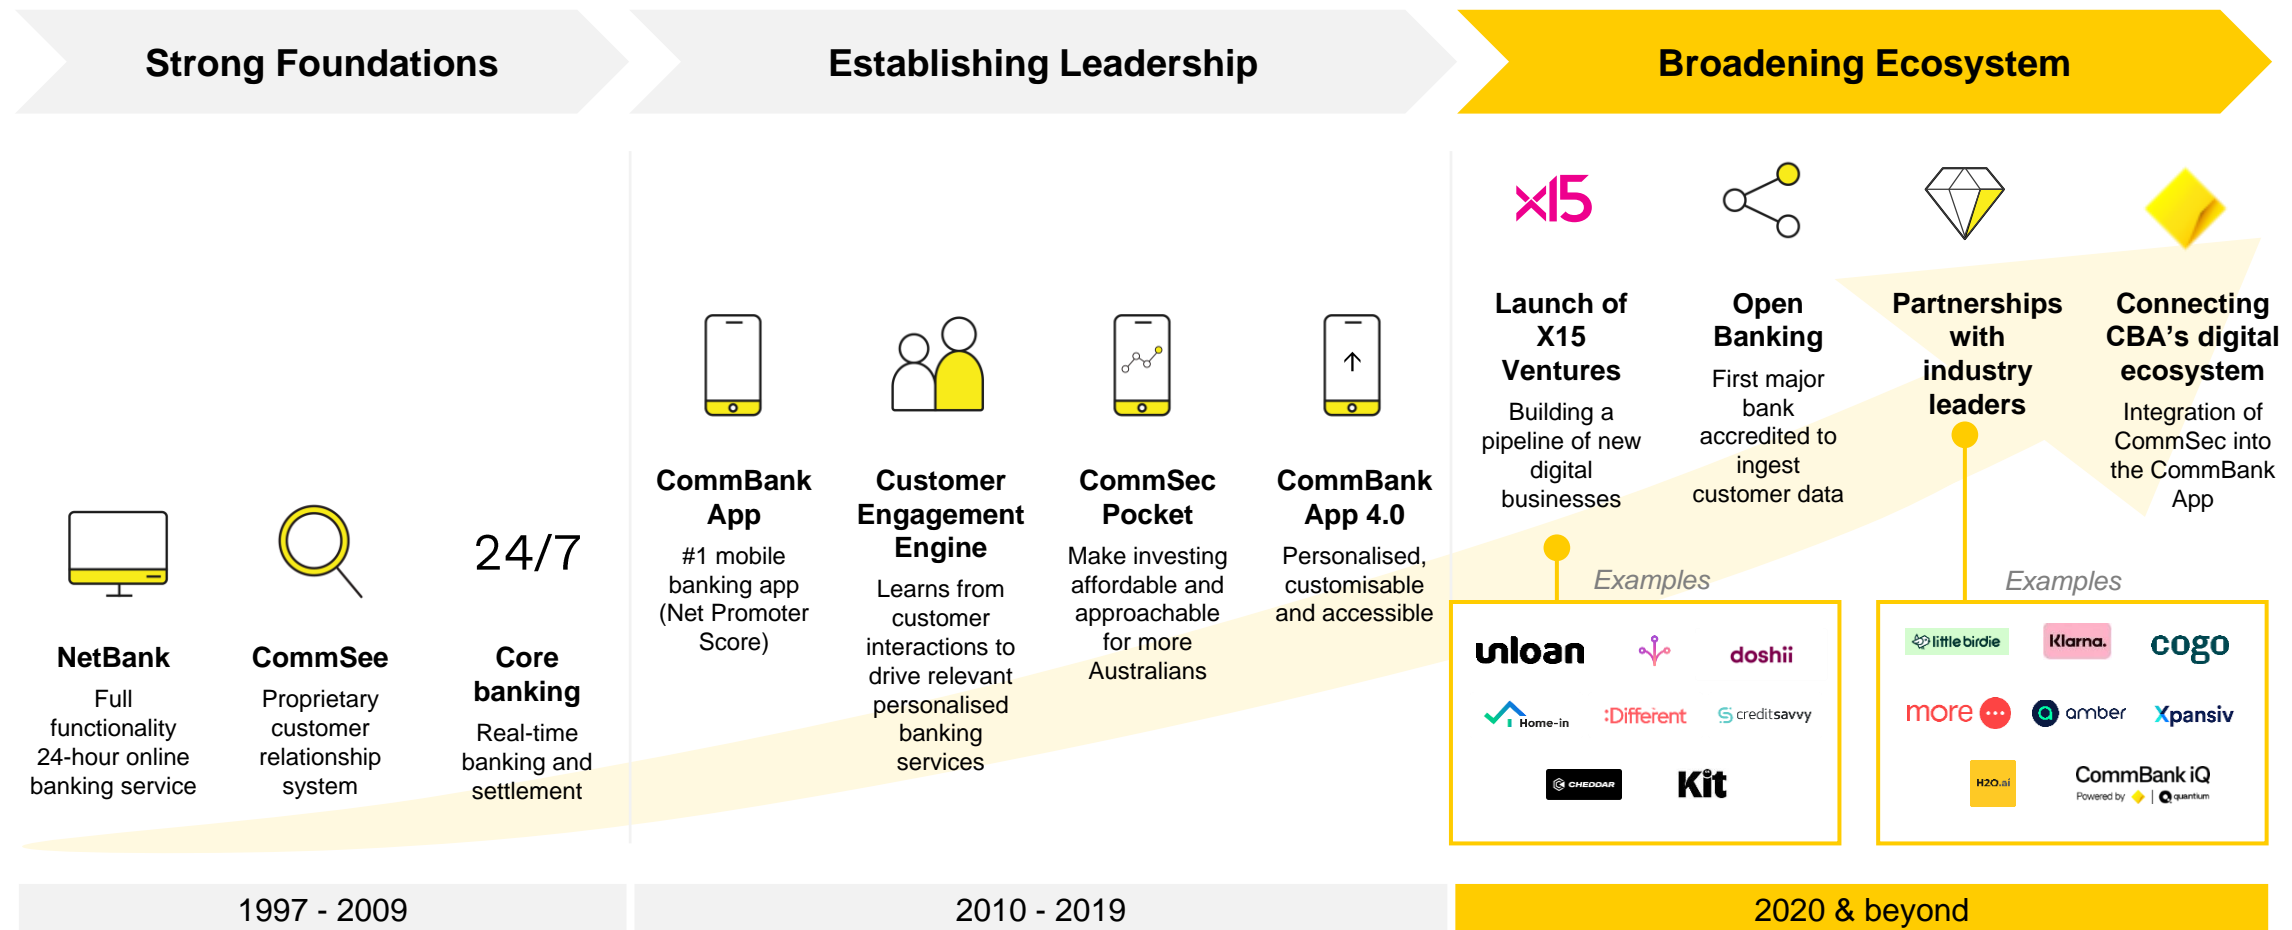 Strong Foundations
Establishing Leadership
Broadening Ecosystem
24/7
NetBank
Full
functionality
24-hour online
banking service
CommSee
Proprietary
customer
relationship
system
Core
banking
Real-time
banking and
settlement
CommBank
App
#1 mobile
banking app
(Net Promoter
Score)
Customer
Engagement
Engine
Learns from
customer
interactions to
drive relevant
personalised
banking
services
CommSec
Pocket
Make investing
affordable and
approachable
for more
Australians
CommBank
App 4.0
Personalised,
customisable
and accessible
x15
Launch of
X15
Ventures
Building a
pipeline of new
digital
businesses
Open
Banking
First major
bank
accredited to
ingest
customer data
Partnerships
with
industry
leaders
Connecting
CBA's digital
ecosystem
Integration of
CommSec into
the CommBank
App
Examples
unloan
doshii
Home-in
:Different
creditsavvy
CHEDDAR
Kit
Examples
little birdie
Klarna.
cogo
more
amber
Xpansiv
H2O.ai
CommBank iQ
Powered by
quantium
1997 - 2009
2010 - 2019
2020 & beyond